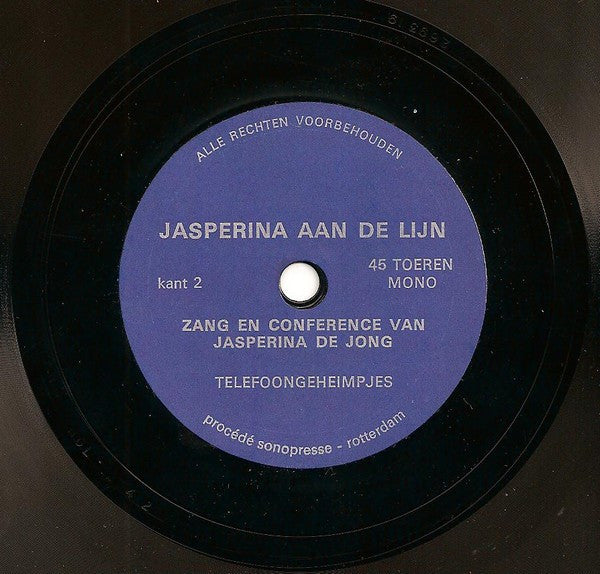 ALLE RECHTEN VOORBEHOUDEN
JASPERINA AAN DE LIJN
kant 2
45 TOEREN
MONO
ZANG EN CONFERENCE VAN
JASPERINA DE JONG
TELEFOONGEHEIMPJES
procédé sonopresse - rotterdam